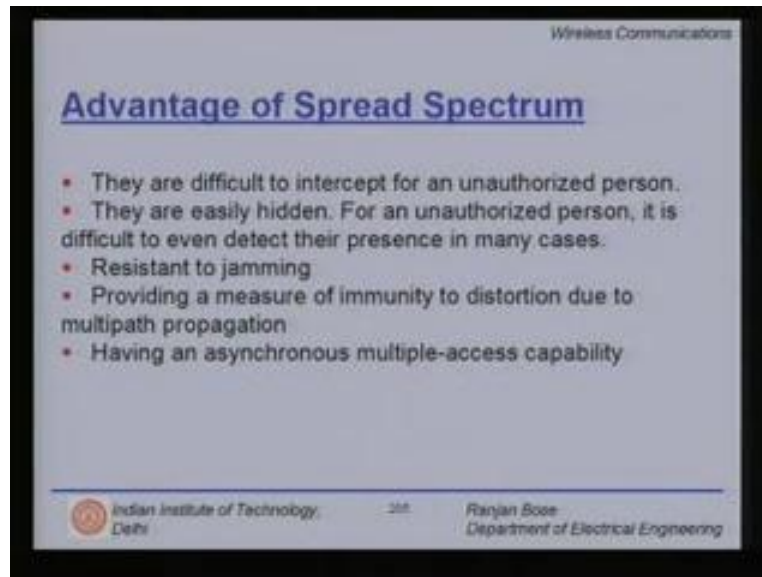 Wireless Communications
Advantage of Spread Spectrum
• They are difficult to intercept for an unauthorized person.
• They are easily hidden. For an unauthorized person, it is
difficult to even detect their presence in many cases.
• Resistant to jamming
• Providing a measure of immunity to distortion due to
multipath propagation
• Having an asynchronous multiple-access capability
Indian Institute of Technology,
Delhi
Ranjan Bose
Department of Electrical Engineering